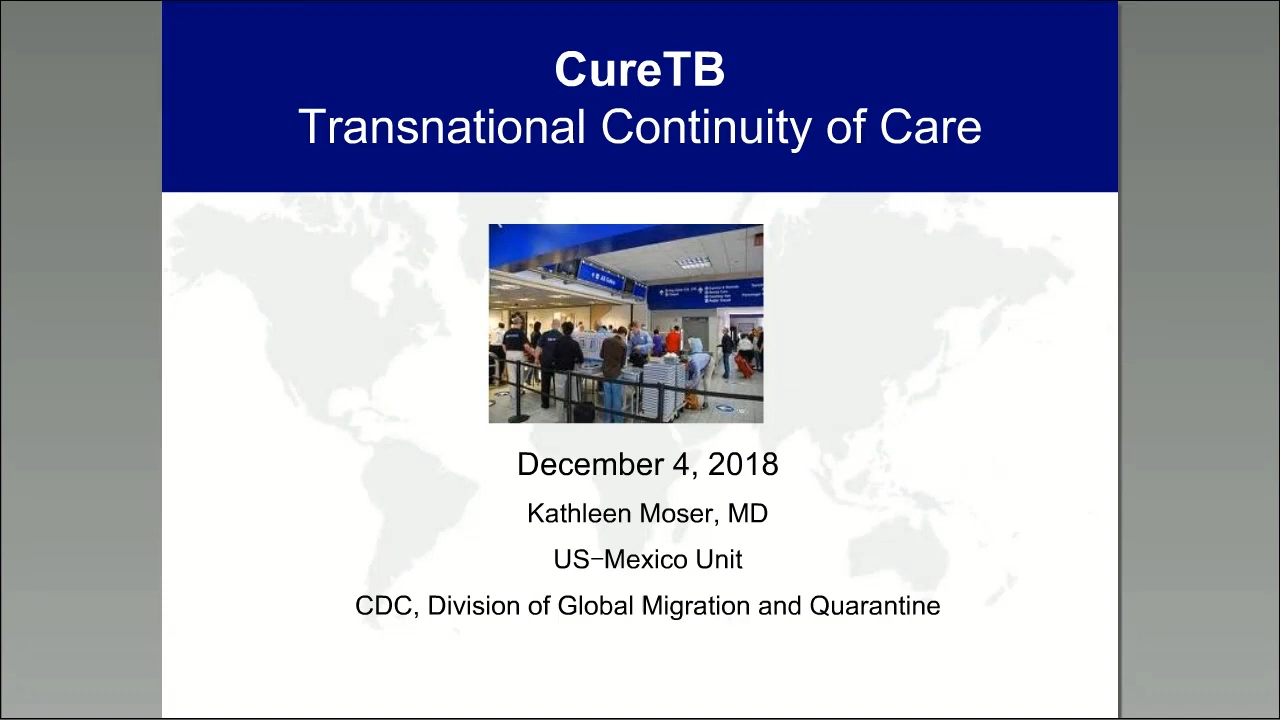 CureTB
Transnational Continuity of Care
December 4, 2018
Kathleen Moser, MD
US–Mexico Unit
CDC, Division of Global Migration and Quarantine